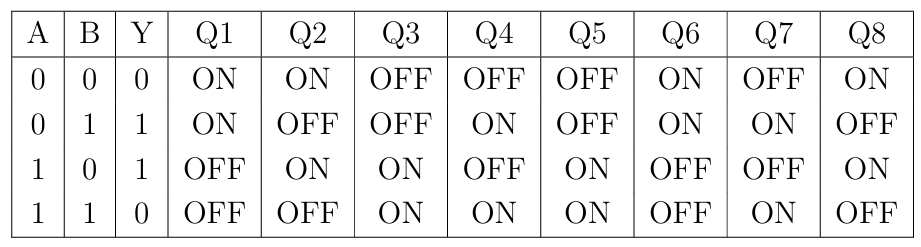 A B Y Q1 Q2 Q3 Q4 Q5 Q6 Q7 Q8
0 0 0 ON ON OFF OFF OFF ON OFF ON
0 1 1 ON OFF OFF ON OFF ON ON OFF
1 0 1 OFF ON ON OFF ON OFF OFF ON
1 1 0 OFF OFF ON ON ON OFF ON OFF